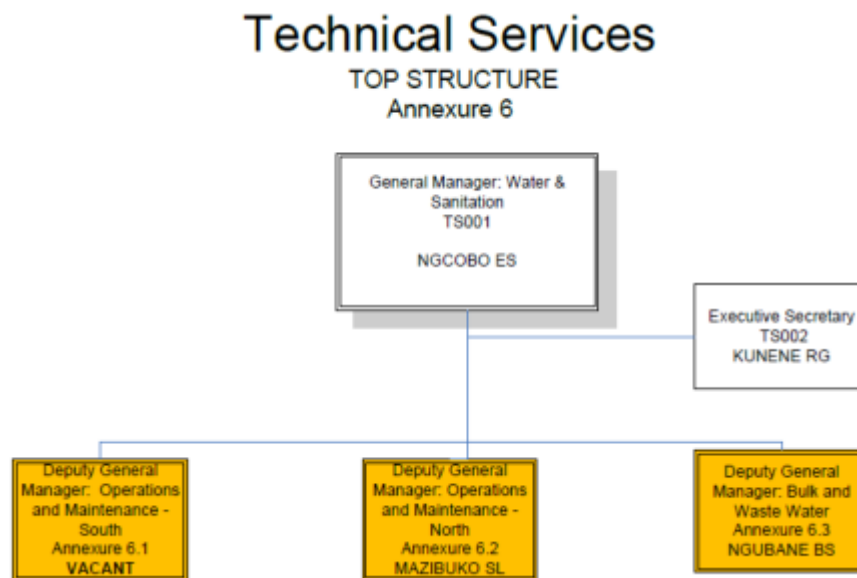 Technical Services
TOP STRUCTURE
Annexure 6
General Manager: Water &
Sanitation
TS001
NGCOBO ES
Executive Secretary
TS002
KUNENE RG
Deputy General
Manager: Operations
and Maintenance -
South
Annexure 6.1
VACANT
Deputy General
Manager: Operations
and Maintenance -
North
Annexure 6.2
MAZIBUKO SL
Deputy General
Manager: Bulk and
Waste Water
Annexure 6.3
NGUBANE BS